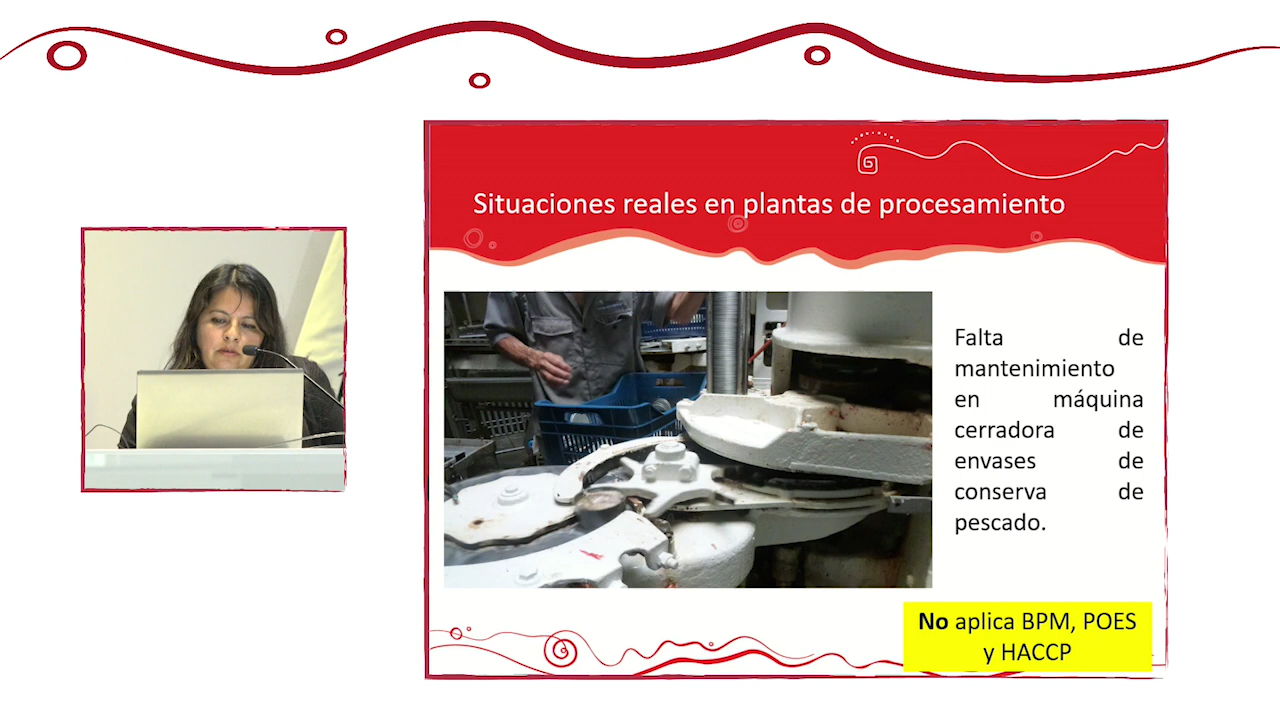 Situaciones reales en plantas de procesamiento
Falta de
mantenimiento
en máquina
cerradora de
envases de
conserva de
pescado.
No aplica BPM, POES
y HACCP